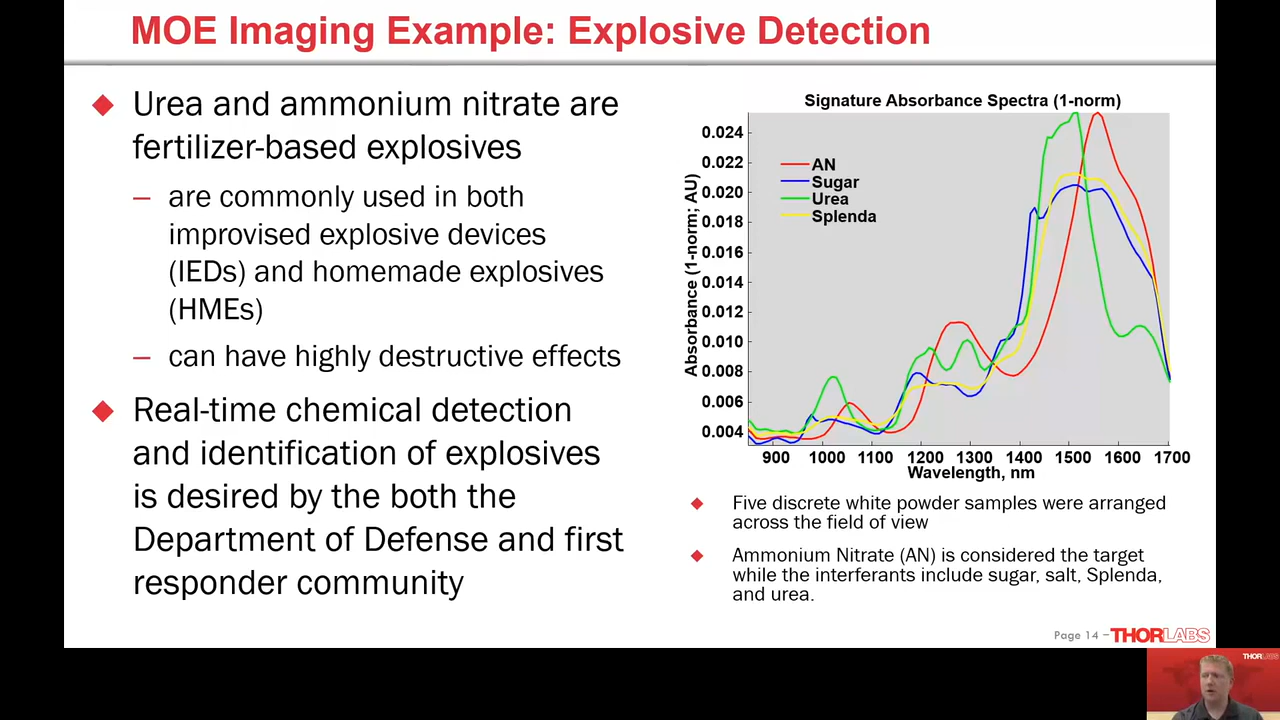 MOE Imaging Example: Explosive Detection
Urea and ammonium nitrate are
fertilizer-based explosives
– are commonly used in both
improvised explosive devices
(IEDs) and homemade explosives
(HMEs)
– can have highly destructive effects
Real-time chemical detection
and identification of explosives
is desired by the both the
Department of Defense and first
responder community
Signature Absorbance Spectra (1-norm)
Absorbance (1-norm; AU)
0.024
0.022
0.020
0.018
0.016
0.014
0.012
0.010
0.008
0.006
0.004
AN
Sugar
Urea
Splenda
900 1000 1100 1200 1300 1400 1500 1600 1700
Wavelength, nm
Five discrete white powder samples were arranged
across the field of view
Ammonium Nitrate (AN) is considered the target
while the interferants include sugar, salt, Splenda,
and urea.
Page 14 – THORLABS
THORLABS